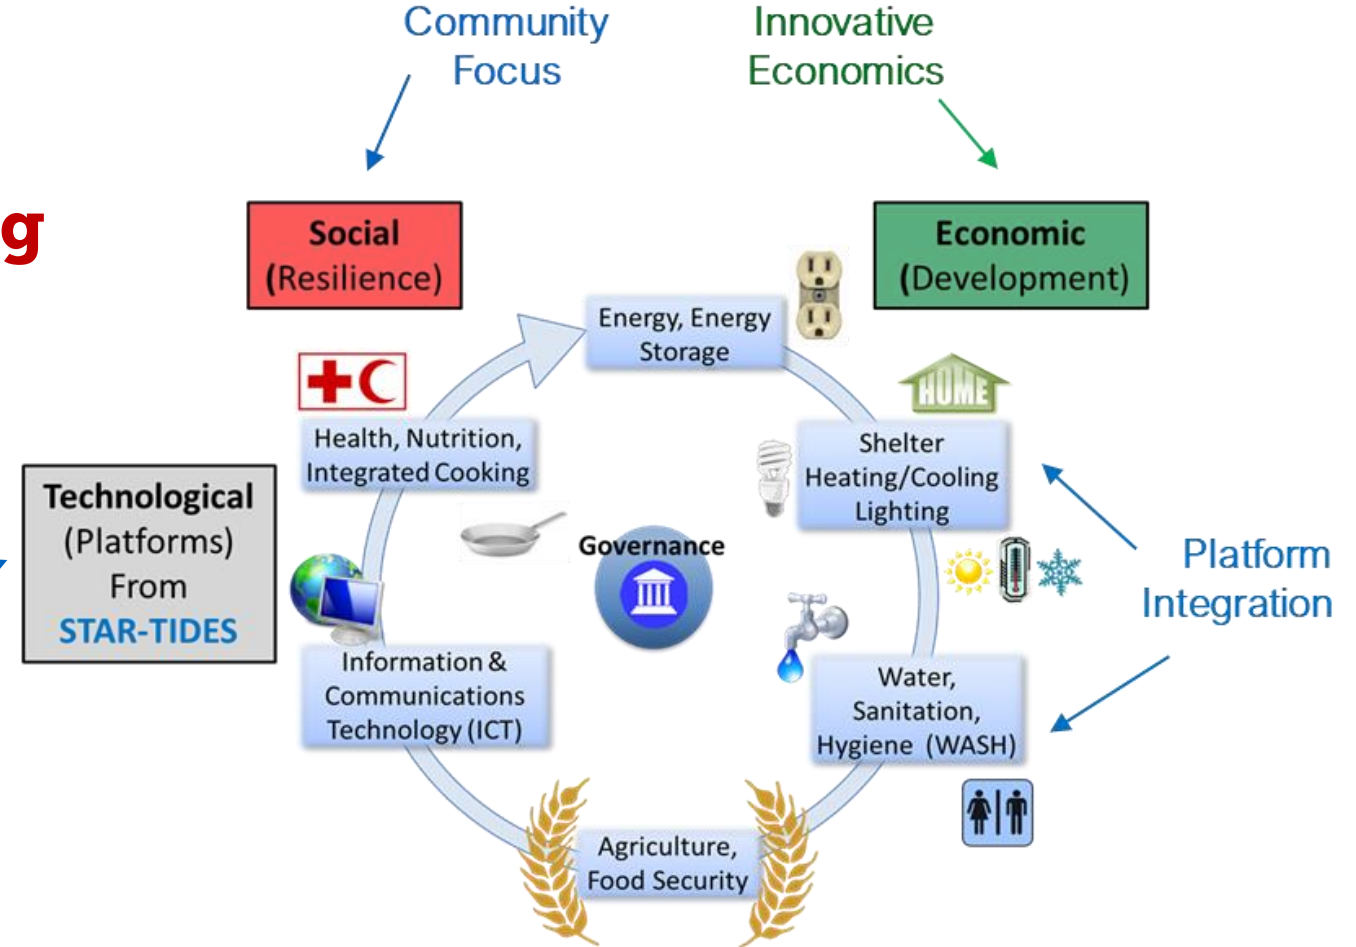 Community
Focus
Innovative
Economics
g
Social
(Resilience)
Economic
(Development)
Energy, Energy
Storage
HOME
Health, Nutrition,
Integrated Cooking
Shelter
Heating/Cooling
Lighting
Technological
(Platforms)
From
STAR-TIDES
Governance
Platform
Integration
Information &
Communications
Technology (ICT)
Water,
Sanitation,
Hygiene (WASH)
Agriculture,
Food Security